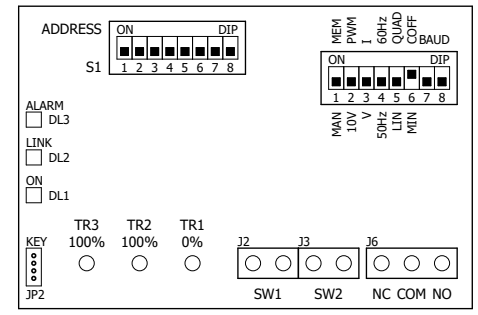 ADDRESS
S1
ON DIP
1 2 3 4 5 6 7 8
MEM
PWM
I
60Hz
QUAD
COFF
BAUD
ON DIP
1 2 3 4 5 6 7 8
MAN
10V
V
50Hz
LIN
MIN
ALARM
DL3
LINK
DL2
ON
DL1
TR3 TR2 TR1
100% 100% 0%
KEY
JP2
J2 J3 J6
SW1 SW2 NC COM NO